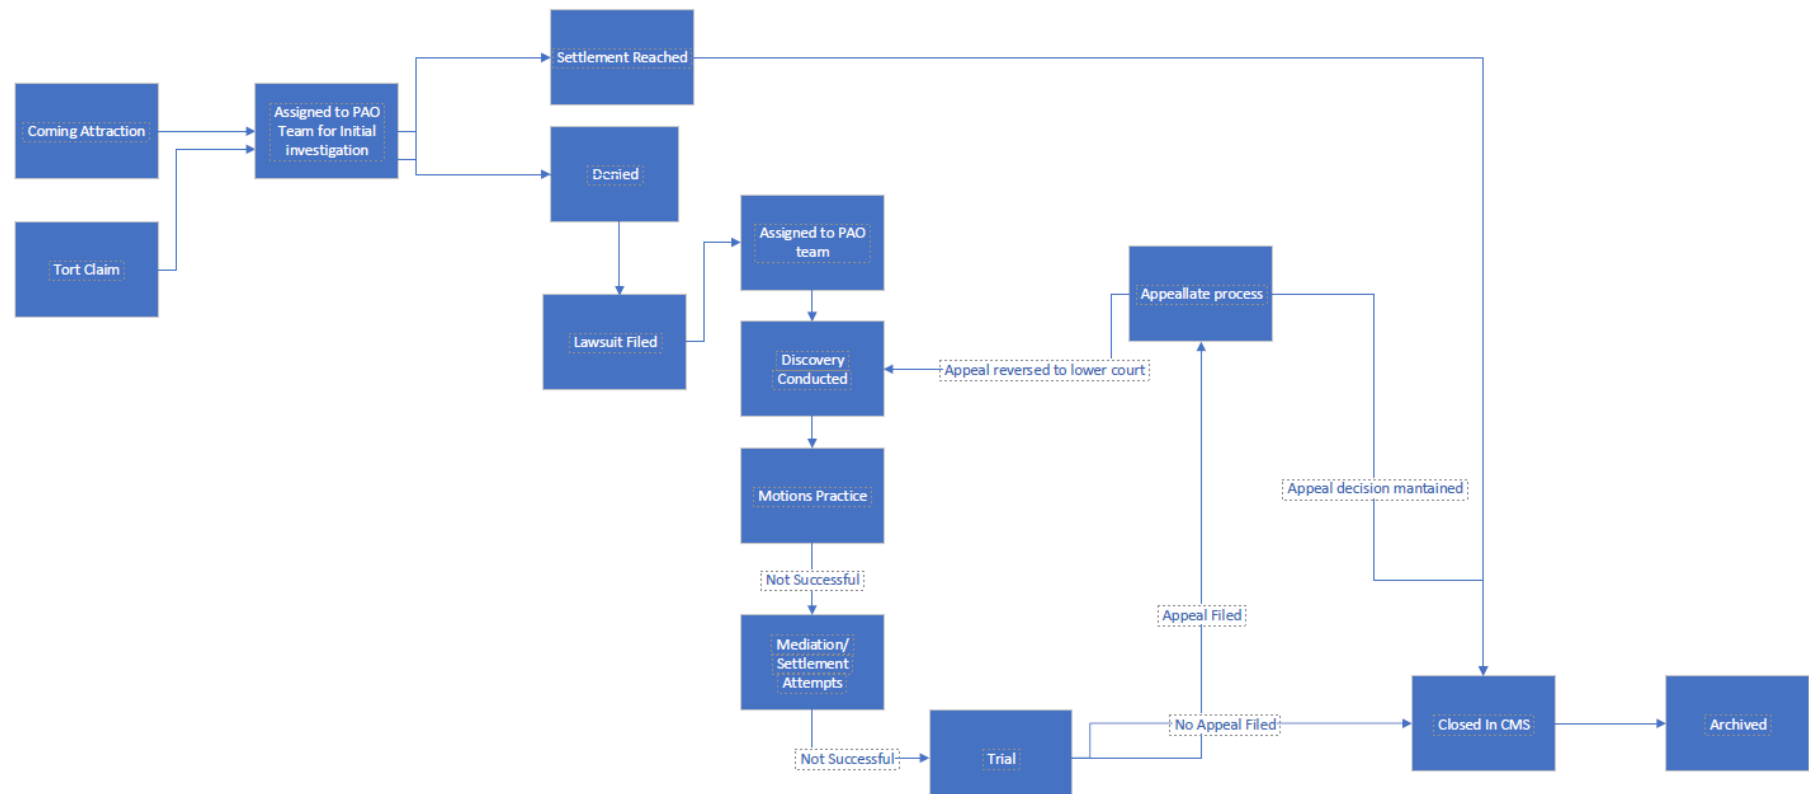 Settlement Reached
Coming Attraction
Assigned to PAO
Team for Initial
investigation
Denied
Tort Claim
Assigned to PAO
team
Lawsuit Filed
Appeallate process
Discovery
Conducted
Appeal reversed to lower court
Motions Practice
Appeal decision mantained
Not Successful
Appeal Filed
Mediation/
Settlement
Attempts
Not Successful
Trial
No Appeal Filed
Closed In CMS
Archived